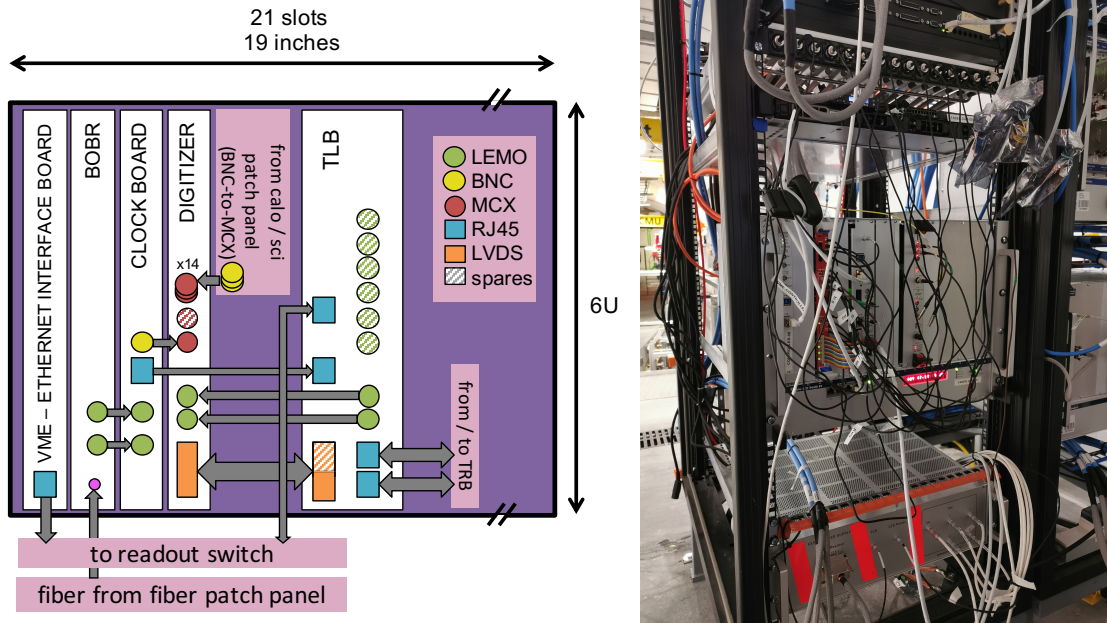 21 slots
19 inches
VME – ETHERNET INTERFACE BOARD
BOBR
CLOCK BOARD
DIGITIZER
from calo / sci
patch panel
(BNC-to-MCX)
TLB
LEMO
BNC
MCX
RJ45
LVDS
spares
x14
6U
from / to TRB
to readout switch
fiber from fiber patch panel